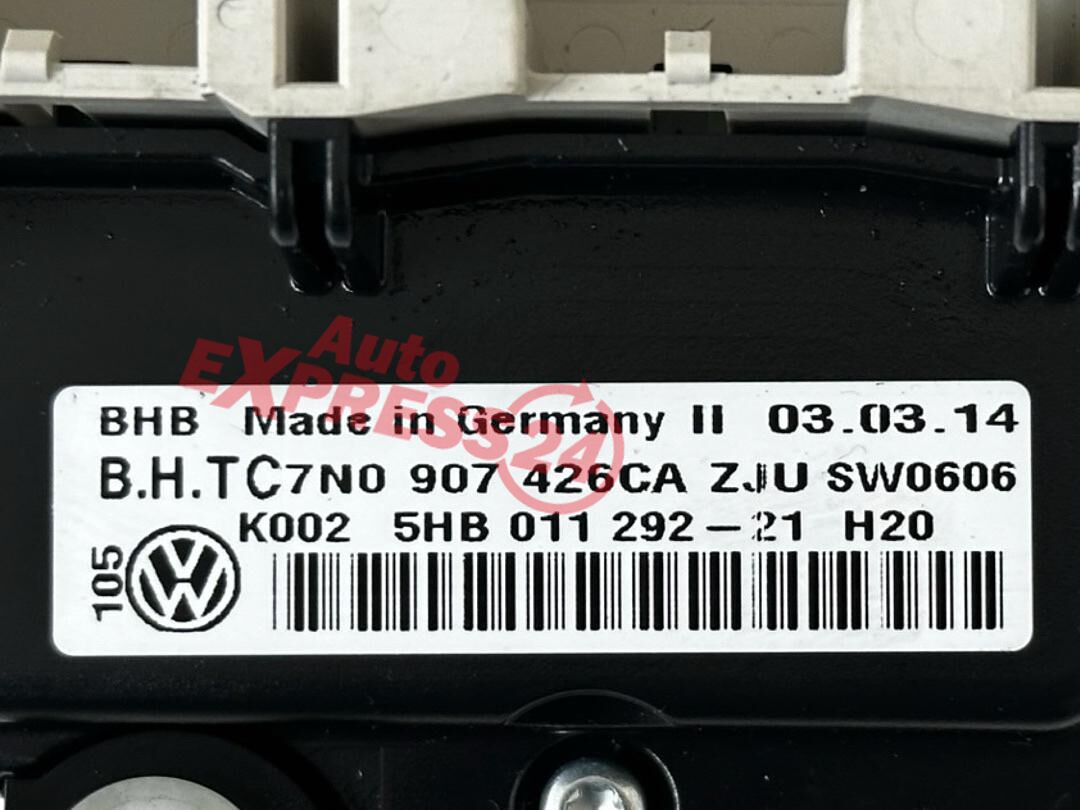 Auto
EXPRESS24
BHB Made in Germany II 03.03.14
B.H.T C 7N0 907 426CA ZJU SW0606
K002 5HB 011 292-21 H20
105